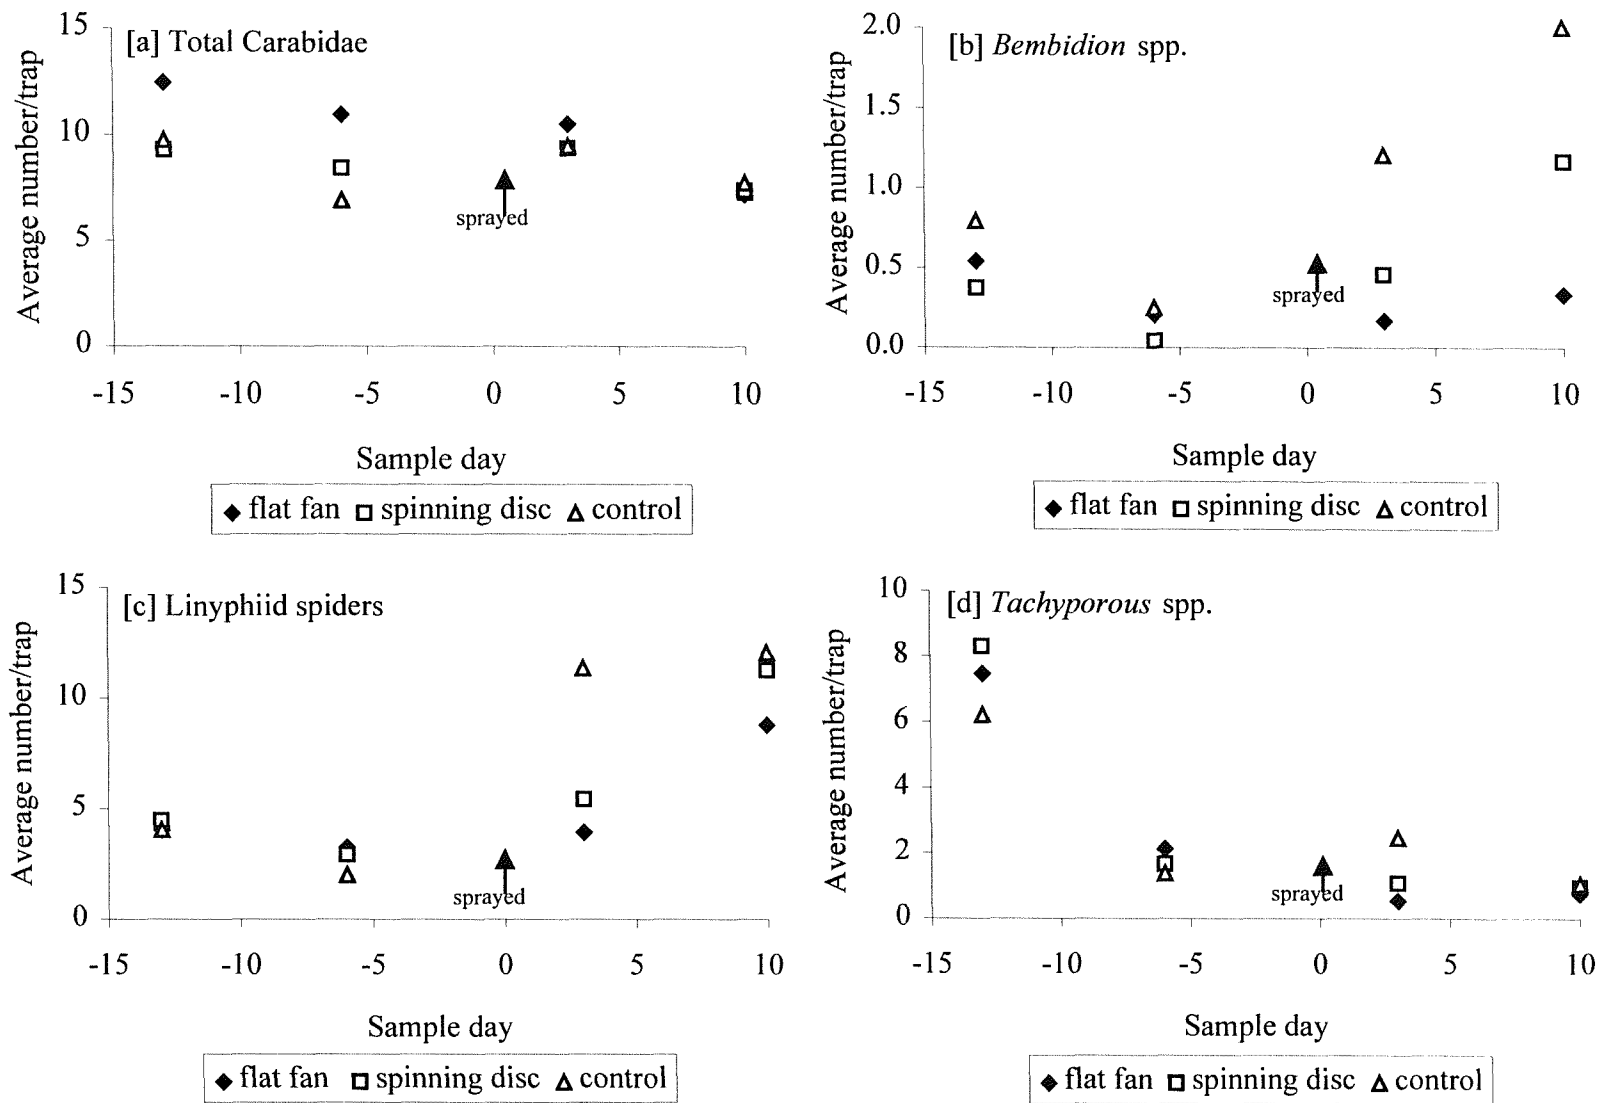 [a] Total Carabidae
Average number/trap
15
10
5
0
sprayed
-15 -10 -5 0 5 10
Sample day
flat fan spinning disc control
[b] Bembidion spp.
Average number/trap
2.0
1.5
1.0
0.5
0.0
sprayed
-15 -10 -5 0 5 10
Sample day
flat fan spinning disc control
[c] Linyphiid spiders
Average number/trap
15
10
5
0
sprayed
-15 -10 -5 0 5 10
Sample day
flat fan spinning disc control
[d] Tachyporous spp.
Average number/trap
10
8
6
4
2
0
sprayed
-15 -10 -5 0 5 10
Sample day
flat fan spinning disc control